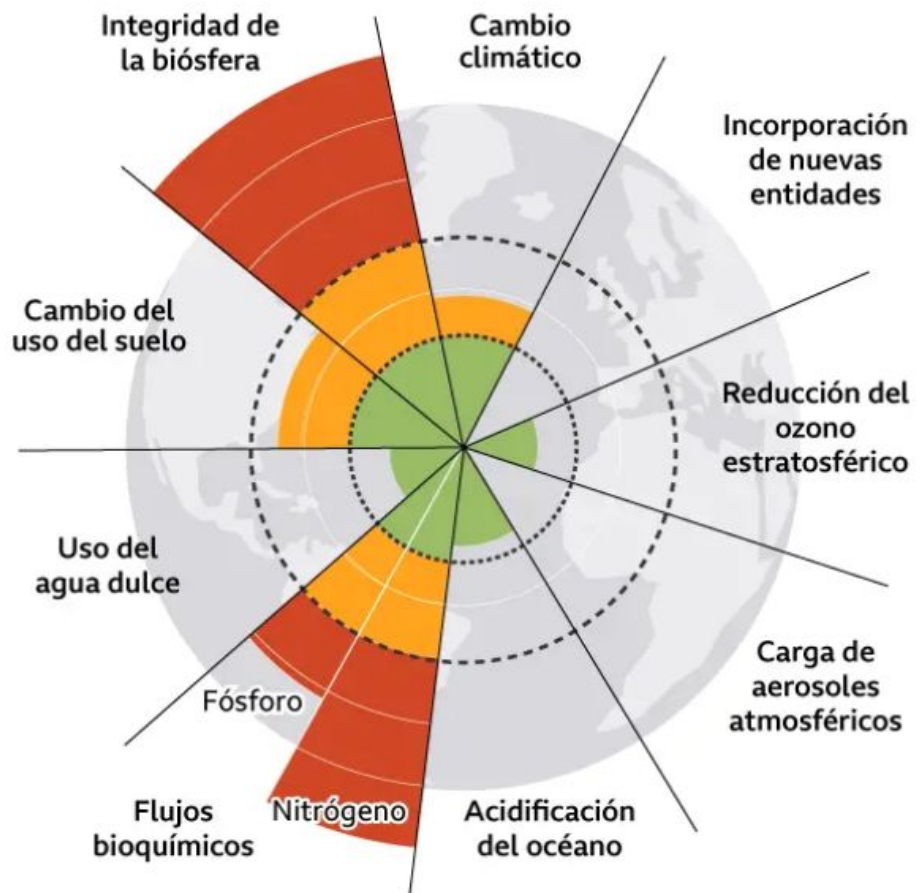 Integridad de
la biósfera
Cambio
climático
Incorporación
de nuevas
entidades
Cambio del
uso del suelo
Reducción del
ozono
estratosférico
Uso del
agua dulce
Carga de
aerosoles
atmosféricos
Fósforo
Nitrógeno
Flujos
bioquímicos
Acidificación
del océano